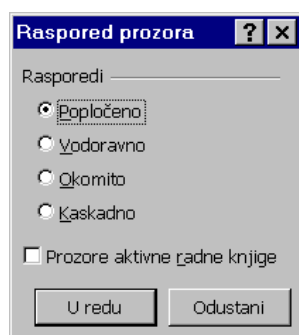 Raspored prozora
Rasporedi
Popločeno
Vodoravno
Okomito
Kaskadno
Prozore aktivne radne knjige
U redu Odustani